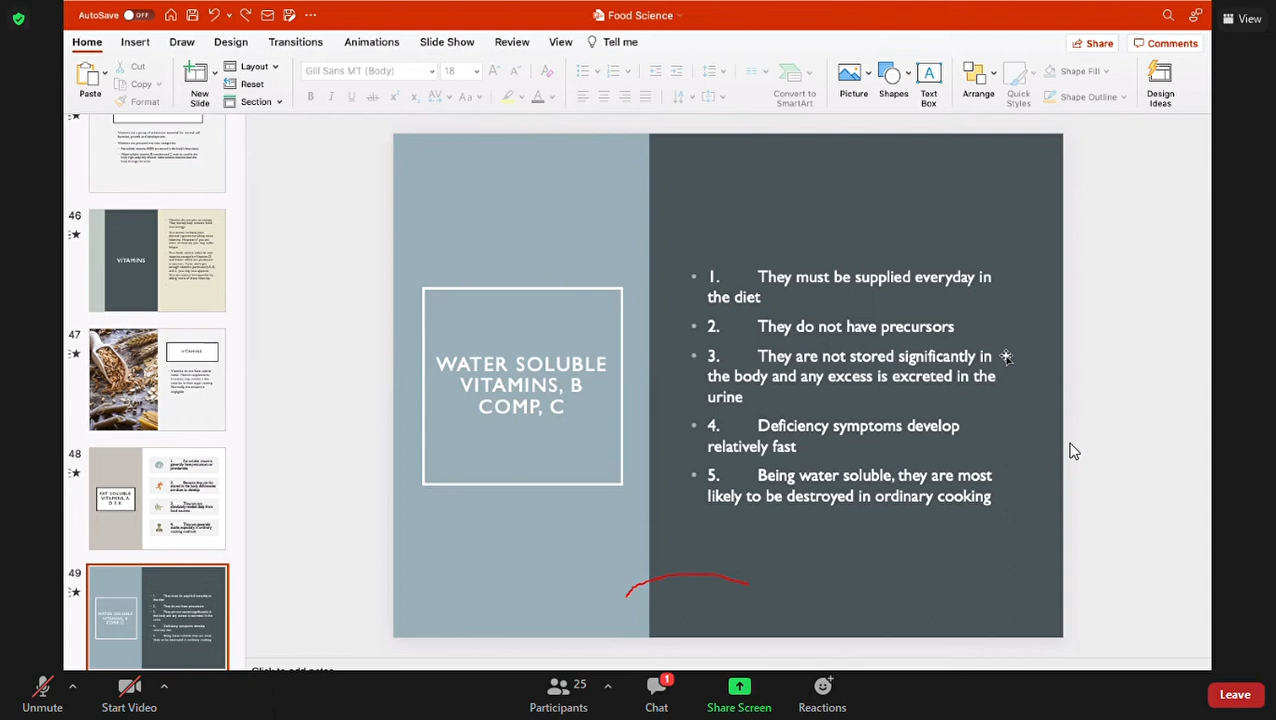 AutoSave OFF
Food Science
View
Home Insert Draw Design Transitions Animations Slide Show Review View Tell me
Share Comments
Paste
Cut
Copy
Format
New
Slide
Layout
Reset
Section
Gill Sans MT (Body) 18
Convert to
SmartArt
Picture
Shapes
Text
Box
Arrange
Quick
Styles
Shape Fill
Shape Outline
Design
Ideas
46
VITAMINS
47
VITAMINS
48
FAT SOLUBLE
VITAMINS, A
D E K
49
WATER SOLUBLE
VITAMINS, B
COMP, C
WATER SOLUBLE
VITAMINS, B
COMP, C
• 1. They must be supplied everyday in
the diet
• 2. They do not have precursors
• 3. They are not stored significantly in
the body and any excess is excreted in the
urine
• 4. Deficiency symptoms develop
relatively fast
• 5. Being water soluble, they are most
likely to be destroyed in ordinary cooking
Click to add notes
Unmute
Start Video
25
Participants
1
Chat
Share Screen
Reactions
Leave